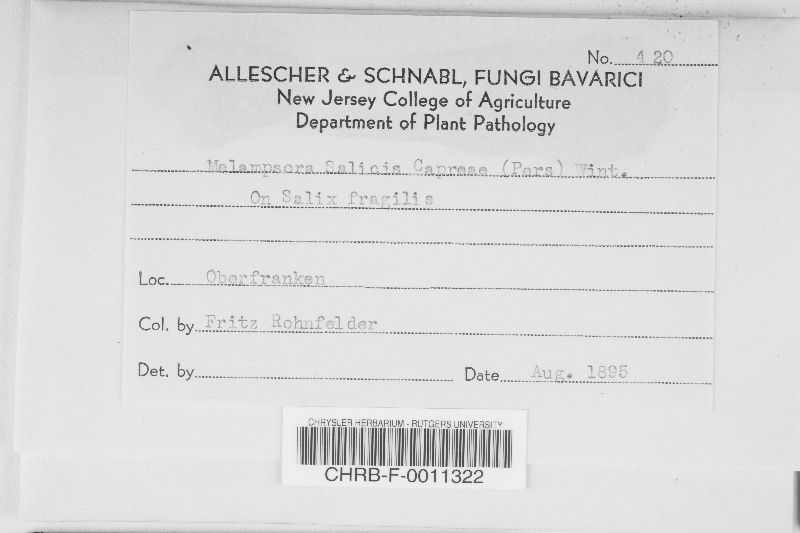 No. 4 20
ALLESCHER & SCHNABL, FUNGI BAVARICI
New Jersey College of Agriculture
Department of Plant Pathology
Melampsora Salicis Capreae (Pers) Wint.
On Salix fragilis
Loc. Oberfranken
Col. by Fritz Rohnfelder
Det. by Date Aug. 1895
CHRYSLER HERBARIUM - RUTGERS UNIVERSITY
CHRB-F-0011322